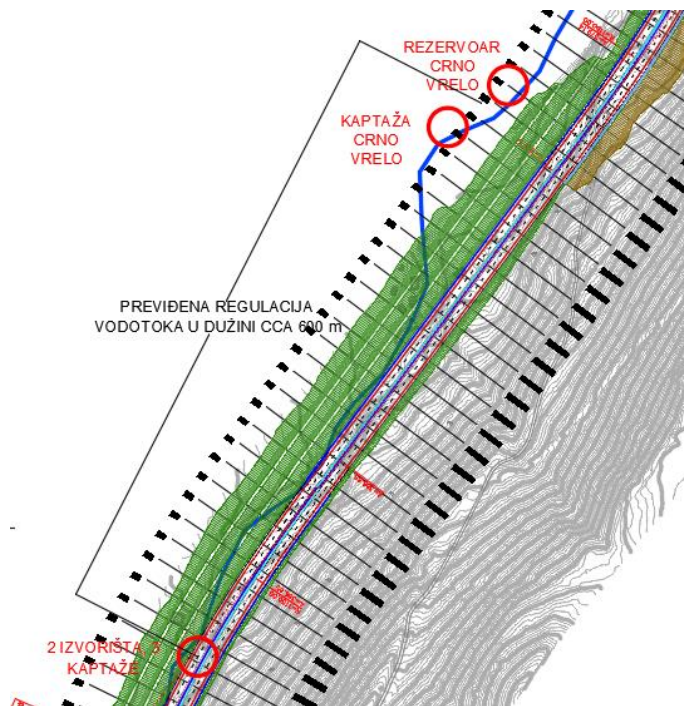 REZERVOAR
CRNO
VRELO
KAPTAŽA
CRNO
VRELO
PREVIĐENA REGULACIJA
VODOTOKA U DUŽINI CCA 600 m
2 IZVORIŠTA, 3
KAPTAŽE